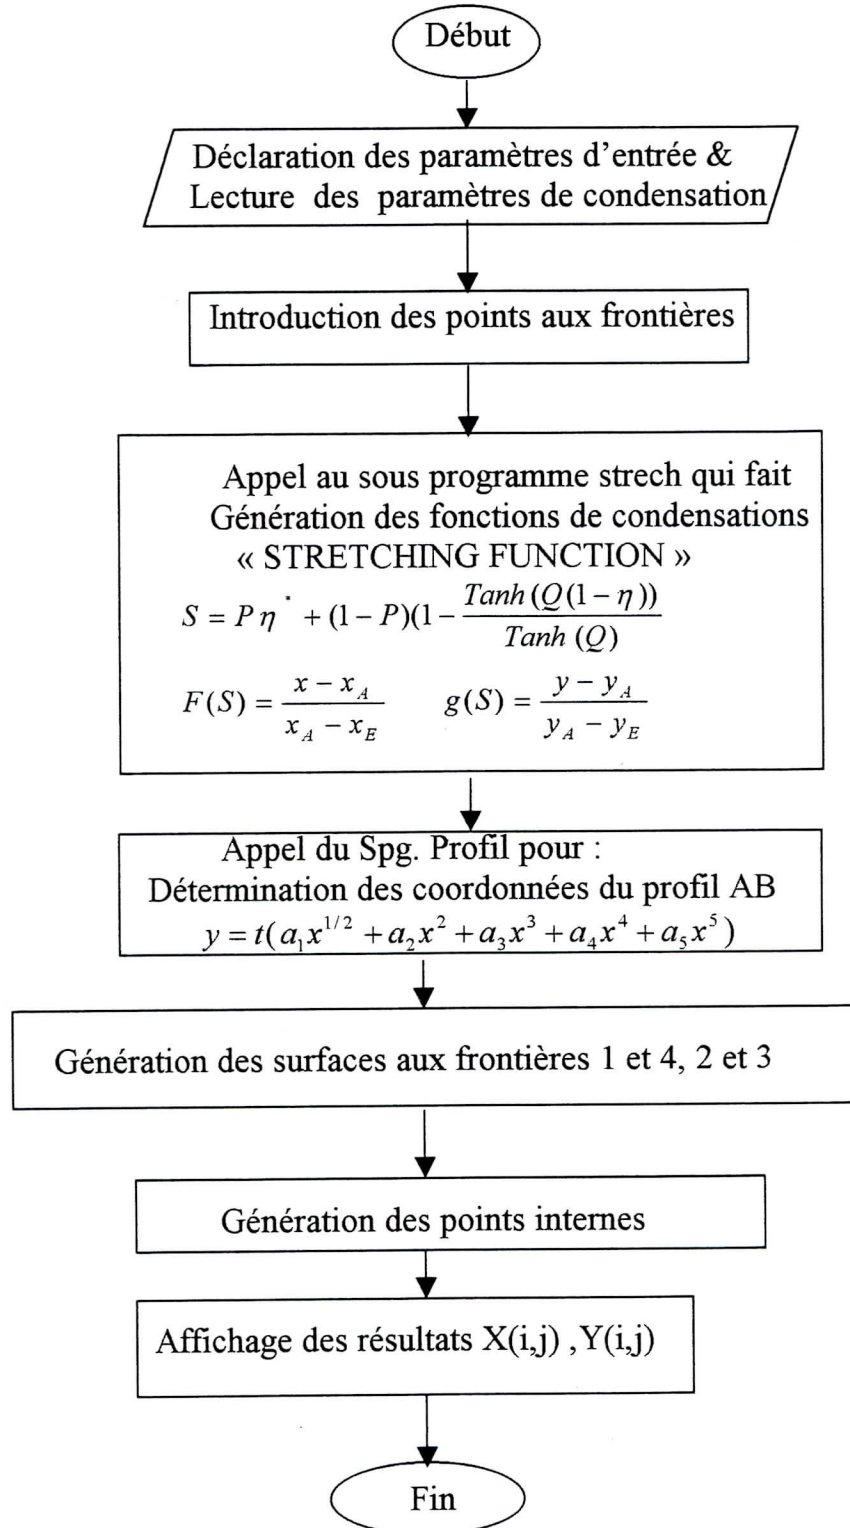 Début
Déclaration des paramètres d'entrée &
Lecture des paramètres de condensation
Introduction des points aux frontières
Appel au sous programme strech qui fait
Génération des fonctions de condensations
« STRETCHING FUNCTION »
S = P η + (1 − P)(1 − Tanh (Q(1 − η)) / Tanh (Q)
F(S) = (x − x_A) / (x_A − x_E)    g(S) = (y − y_A) / (y_A − y_E)
Appel du Spg. Profil pour :
Détermination des coordonnées du profil AB
y = t(a₁x^{1/2} + a₂x² + a₃x³ + a₄x⁴ + a₅x⁵)
Génération des surfaces aux frontières 1 et 4, 2 et 3
Génération des points internes
Affichage des résultats X(i,j) ,Y(i,j)
Fin